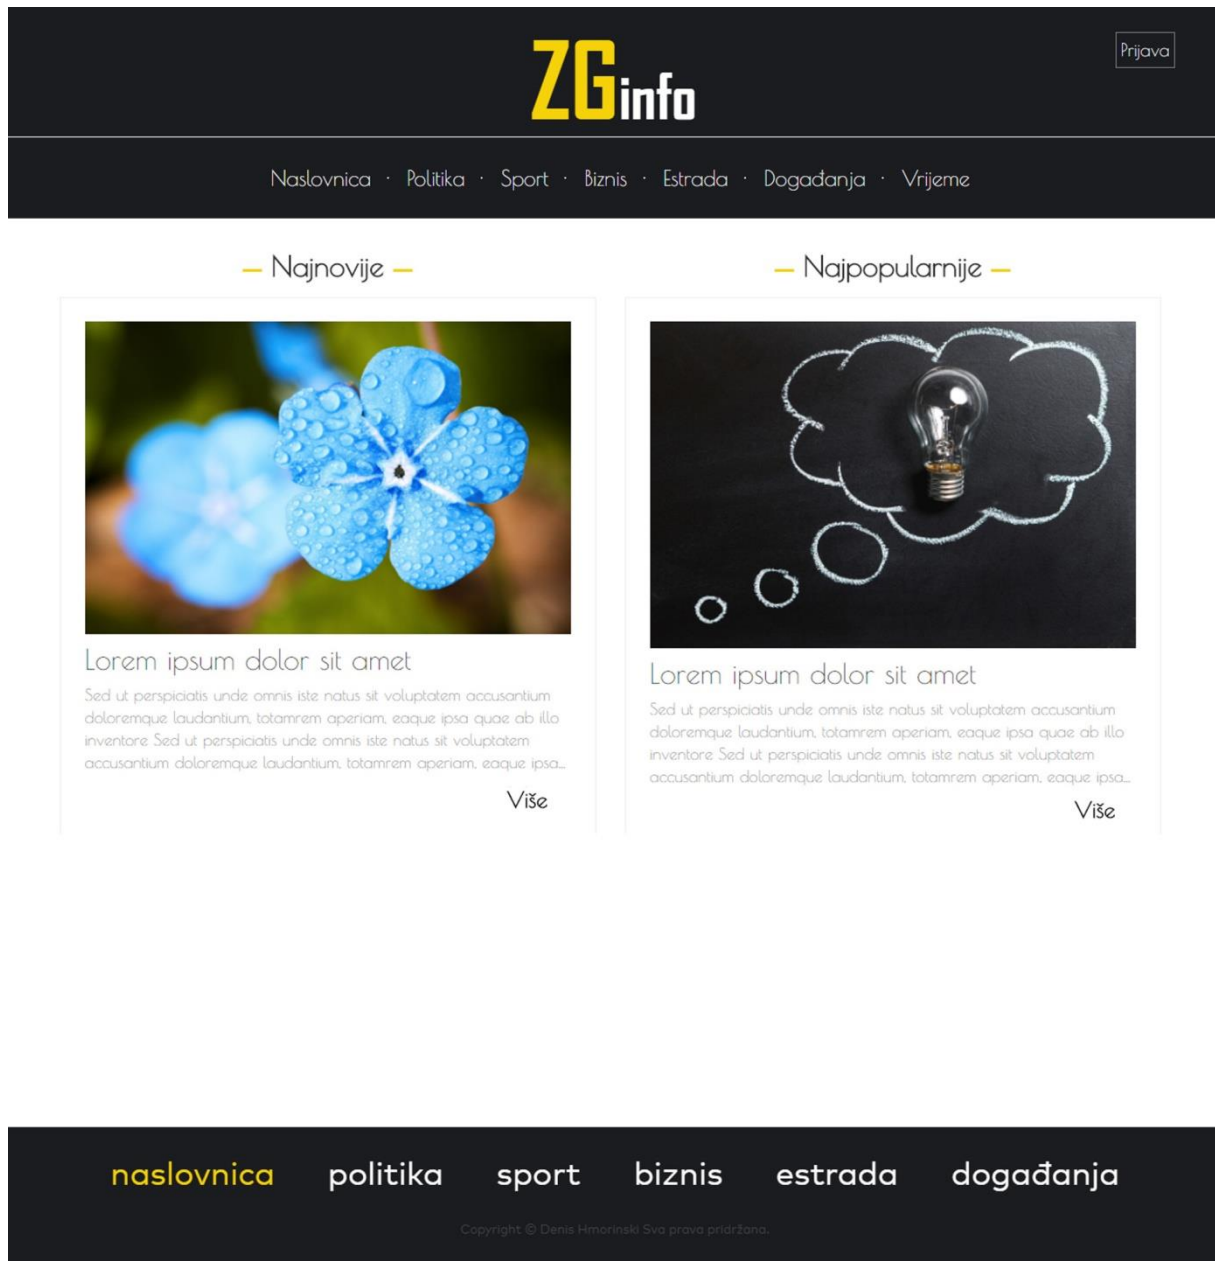 ZGinfo
Prijava
Naslovnica · Politika · Sport · Biznis · Estrada · Događanja · Vrijeme
— Najnovije —
Lorem ipsum dolor sit amet
Sed ut perspiciatis unde omnis iste natus sit voluptatem accusantium
doloremque laudantium, totamrem aperiam, eaque ipsa quae ab illo
inventore Sed ut perspiciatis unde omnis iste natus sit voluptatem
accusantium doloremque laudantium, totamrem aperiam, eaque ipsa...
Više
— Najpopularnije —
Lorem ipsum dolor sit amet
Sed ut perspiciatis unde omnis iste natus sit voluptatem accusantium
doloremque laudantium, totamrem aperiam, eaque ipsa quae ab illo
inventore Sed ut perspiciatis unde omnis iste natus sit voluptatem
accusantium doloremque laudantium, totamrem aperiam, eaque ipsa...
Više
naslovnica politika sport biznis estrada događanja
Copyright © Denis Hmorinski Sva prava pridržana.